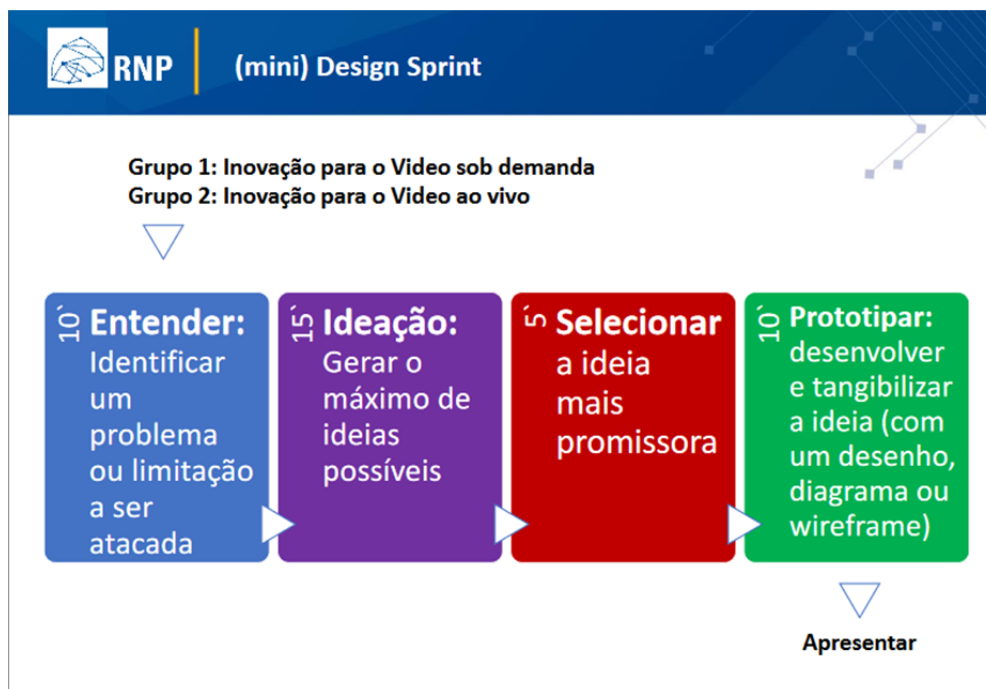 RNP
(mini) Design Sprint
Grupo 1: Inovação para o Video sob demanda
Grupo 2: Inovação para o Video ao vivo
10`
Entender:
Identificar
um
problema
ou limitação
a ser
atacada
15`
Ideação:
Gerar o
máximo de
ideias
possíveis
5`
Selecionar
a ideia
mais
promissora
10`
Prototipar:
desenvolver
e tangibilizar
a ideia (com
um desenho,
diagrama ou
wireframe)
Apresentar